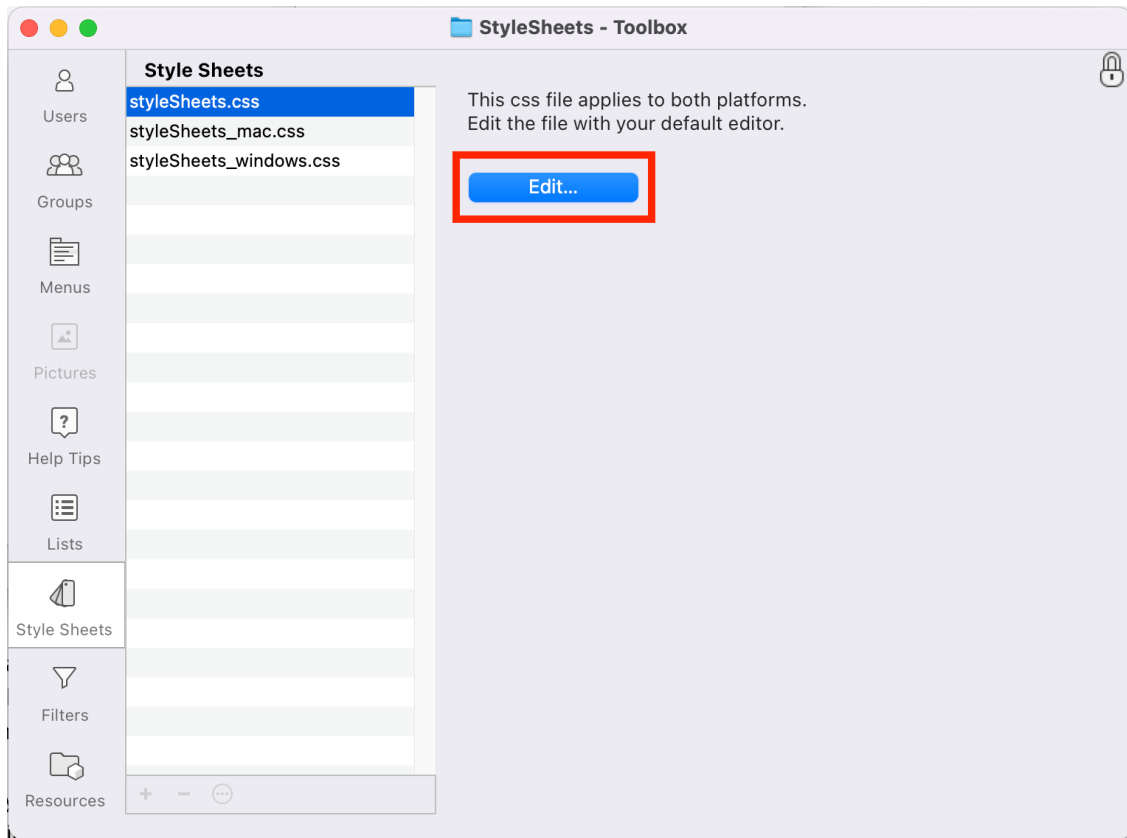 StyleSheets - Toolbox
Users
Groups
Menus
Pictures
Help Tips
Lists
Style Sheets
Filters
Resources
Style Sheets
styleSheets.css
styleSheets_mac.css
styleSheets_windows.css
This css file applies to both platforms.
Edit the file with your default editor.
Edit...